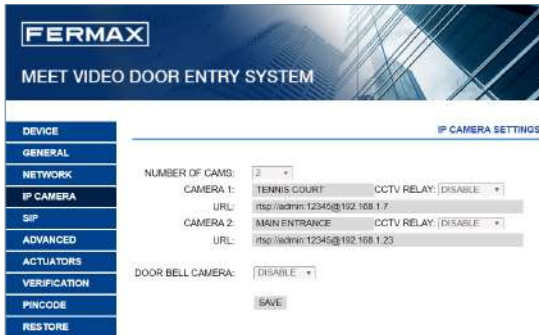 FERMAX
MEET VIDEO DOOR ENTRY SYSTEM
DEVICE
IP CAMERA SETTINGS
GENERAL
NETWORK
IP CAMERA
SIP
ADVANCED
ACTUATORS
VERIFICATION
PINCODE
RESTORE
NUMBER OF CAMS: 2
CAMERA 1: TENNIS COURT CCTV RELAY: DISABLE
URL: rtsp://admin:12345@192.168.1.7
CAMERA 2: MAIN ENTRANCE CCTV RELAY: DISABLE
URL: rtsp://admin:12345@192.168.1.23
DOOR BELL CAMERA: DISABLE
SAVE